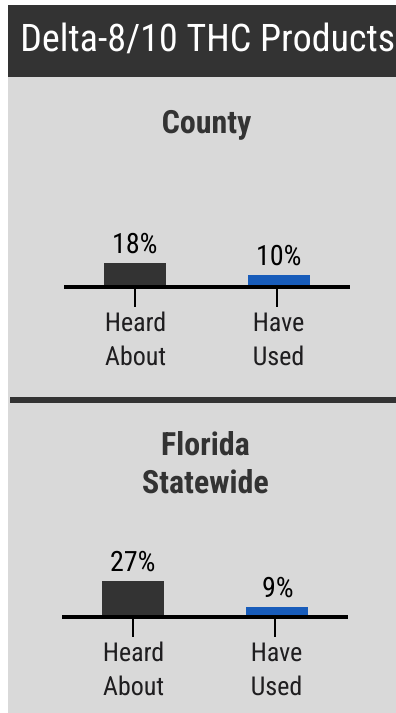 Delta-8/10 THC Products
County
18%
10%
Heard
About
Have
Used
Florida
Statewide
27%
9%
Heard
About
Have
Used